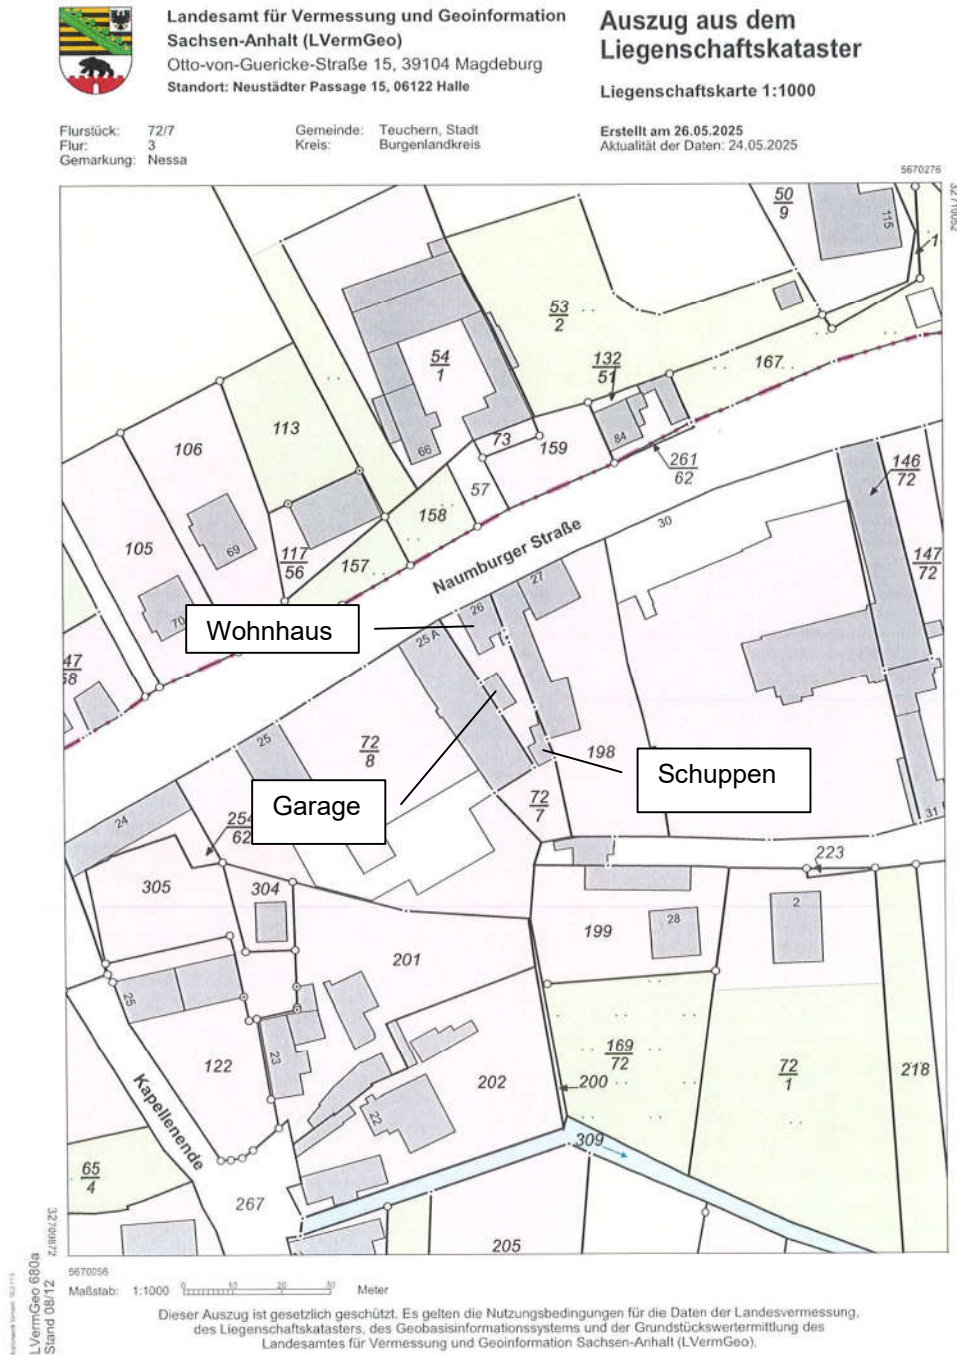 Landesamt für Vermessung und Geoinformation
Sachsen-Anhalt (LVermGeo)
Otto-von-Guericke-Straße 15, 39104 Magdeburg
Standort: Neustädter Passage 15, 06122 Halle
Auszug aus dem
Liegenschaftskataster
Liegenschaftskarte 1:1000
Flurstück: 72/7
Flur: 3
Gemarkung: Nessa
Gemeinde: Teuchern, Stadt
Kreis: Burgenlandkreis
Erstellt am 26.05.2025
Aktualität der Daten: 24.05.2025
5670276
50
9
115
1
53
2
132
51
167
54
1
66
84
73
159
261
62
113
106
57
158
146
72
30
Naumburger Straße
105
69
117
56
157
147
72
27
26
70
Wohnhaus
25 A
47
58
25
72
8
198
Schuppen
Garage
72
7
24
254
62
31
223
305
304
28
2
199
201
25
122
23
169
72
72
1
218
202
200
22
Kapellenende
309
65
4
267
205
32709872
5670056
Maßstab: 1:1000 0 10 20 30 Meter
LVermGeo 680a
Stand 08/12
Dieser Auszug ist gesetzlich geschützt. Es gelten die Nutzungsbedingungen für die Daten der Landesvermessung,
des Liegenschaftskatasters, des Geobasisinformationssystems und der Grundstückswertermittlung des
Landesamtes für Vermessung und Geoinformation Sachsen-Anhalt (LVermGeo).